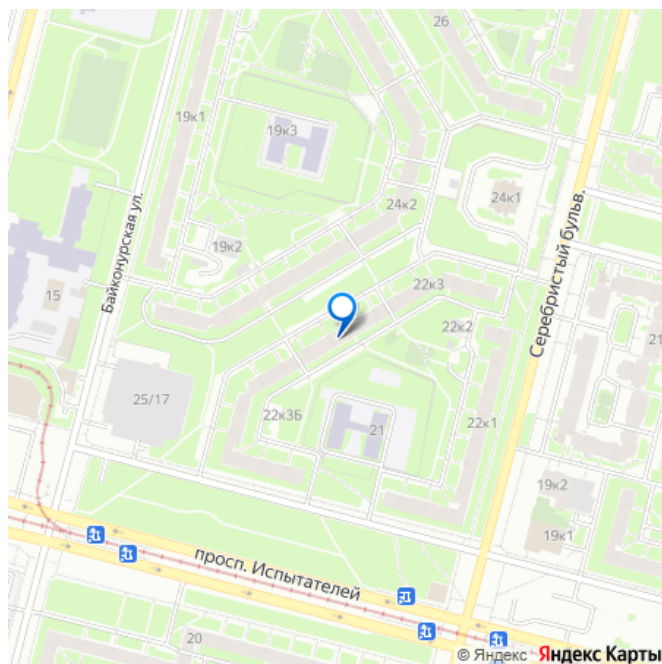 26
19к1
19к3
24к2
24к1
19к2
Байконурская ул.
Серебристый бульв.
15
22к3
22к2
21
25/17
22к3Б
21
22к1
19к2
19к1
просп. Испытателей
20
© Яндекс Яндекс Карты